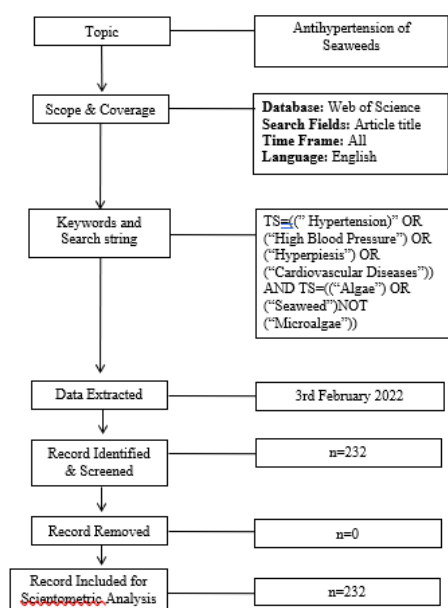 Topic
Antihypertension of
Seaweeds
Scope & Coverage
Database: Web of Science
Search Fields: Article title
Time Frame: All
Language: English
Keywords and
Search string
TS=((” Hypertension)” OR
(“High Blood Pressure”) OR
(“Hyperpiesis”) OR
(“Cardiovascular Diseases”))
AND TS=((“Algae”) OR
(“Seaweed”)NOT
(“Microalgae”))
Data Extracted
3rd February 2022
Record Identified
& Screened
n=232
Record Removed
n=0
Record Included for
Scientometric Analysis
n=232